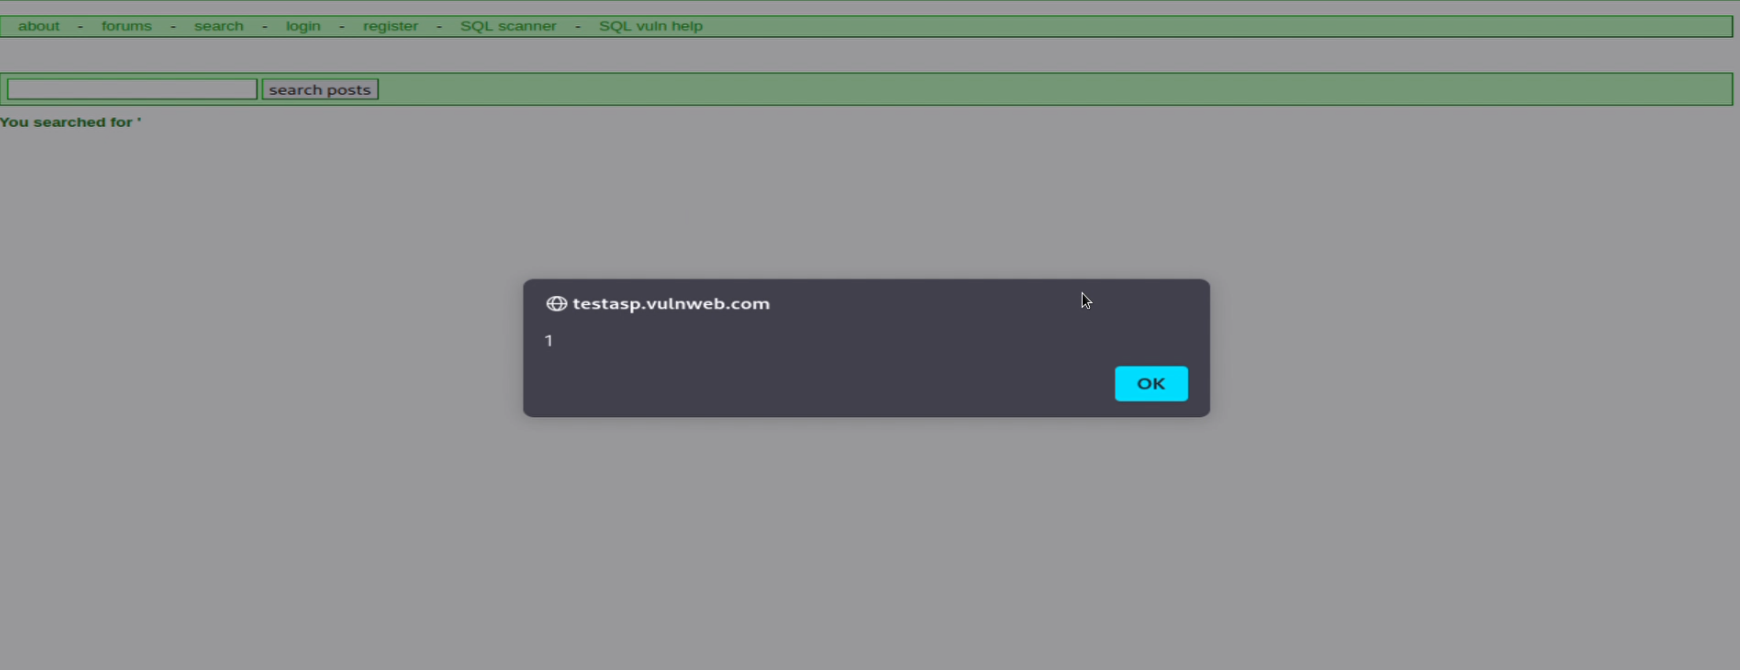 about - forums - search - login - register - SQL scanner - SQL vuln help
search posts
You searched for '
testasp.vulnweb.com
1
OK